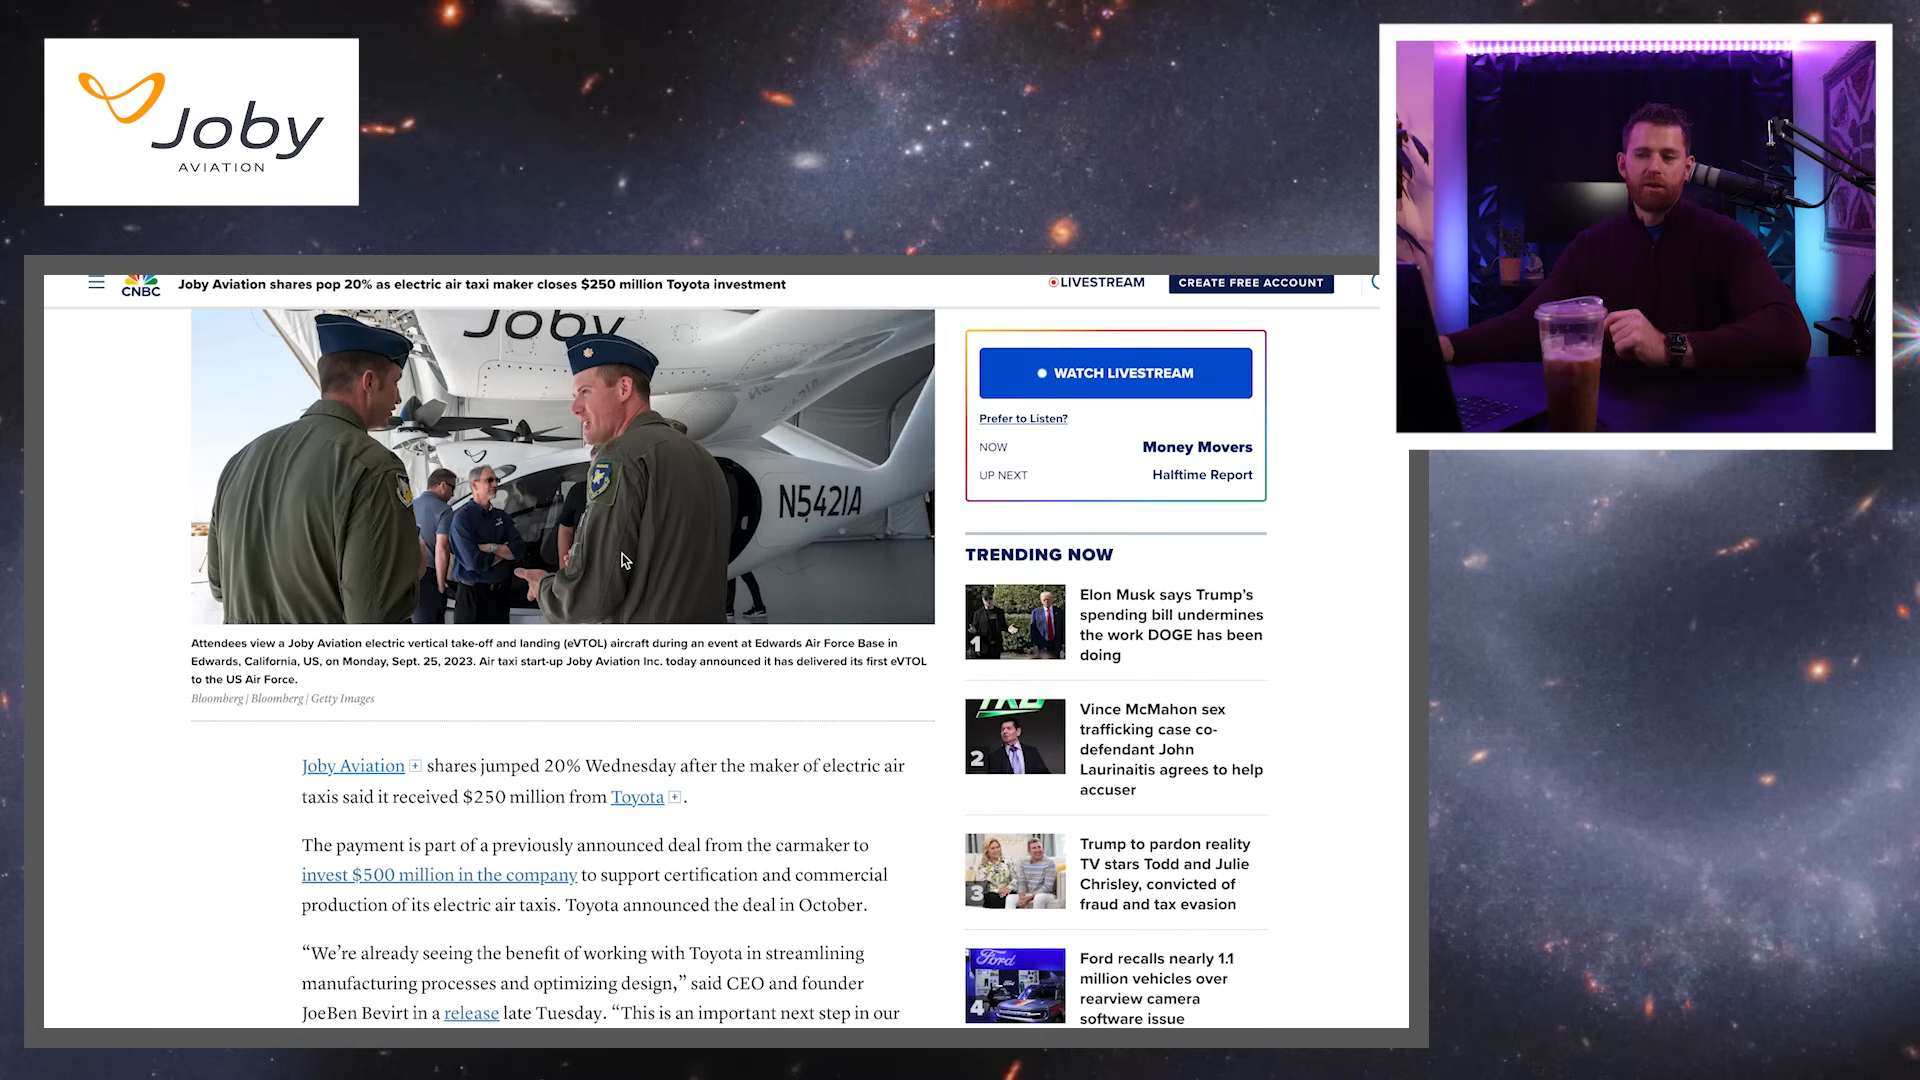 Joby
AVIATION
CNBC
Joby Aviation shares pop 20% as electric air taxi maker closes $250 million Toyota investment
LIVESTREAM
CREATE FREE ACCOUNT
Joby
N5421A
Attendees view a Joby Aviation electric vertical take-off and landing (eVTOL) aircraft during an event at Edwards Air Force Base in
Edwards, California, US, on Monday, Sept. 25, 2023. Air taxi start-up Joby Aviation Inc. today announced it has delivered its first eVTOL
to the US Air Force.
Bloomberg | Bloomberg | Getty Images
Joby Aviation + shares jumped 20% Wednesday after the maker of electric air
taxis said it received $250 million from Toyota +.
The payment is part of a previously announced deal from the carmaker to
invest $500 million in the company to support certification and commercial
production of its electric air taxis. Toyota announced the deal in October.
“We’re already seeing the benefit of working with Toyota in streamlining
manufacturing processes and optimizing design,” said CEO and founder
JoeBen Bevirt in a release late Tuesday. “This is an important next step in our
WATCH LIVESTREAM
Prefer to Listen?
NOW
Money Movers
UP NEXT
Halftime Report
TRENDING NOW
1
Elon Musk says Trump’s
spending bill undermines
the work DOGE has been
doing
2
Vince McMahon sex
trafficking case co-
defendant John
Laurinaitis agrees to help
accuser
3
Trump to pardon reality
TV stars Todd and Julie
Chrisley, convicted of
fraud and tax evasion
Ford
4
Ford recalls nearly 1.1
million vehicles over
rearview camera
software issue